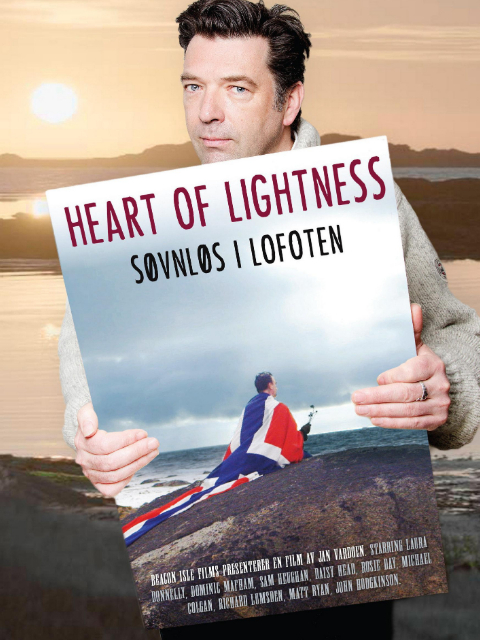 HEART OF LIGHTNESS
SØVNLØS I LOFOTEN
BEACON ISLE FILMS PRESENTERER EN FILM AV JAN VARDØEN. STARRING LAURA
DONNELLY, DOMINIC MAFHAM, SAM HEUGHAN, DAISY HEAD, ROSIE DAY, MICHAEL
COLGAN, RICHARD LUMSDEN, MATT RYAN, JOHN HODGKINSON.